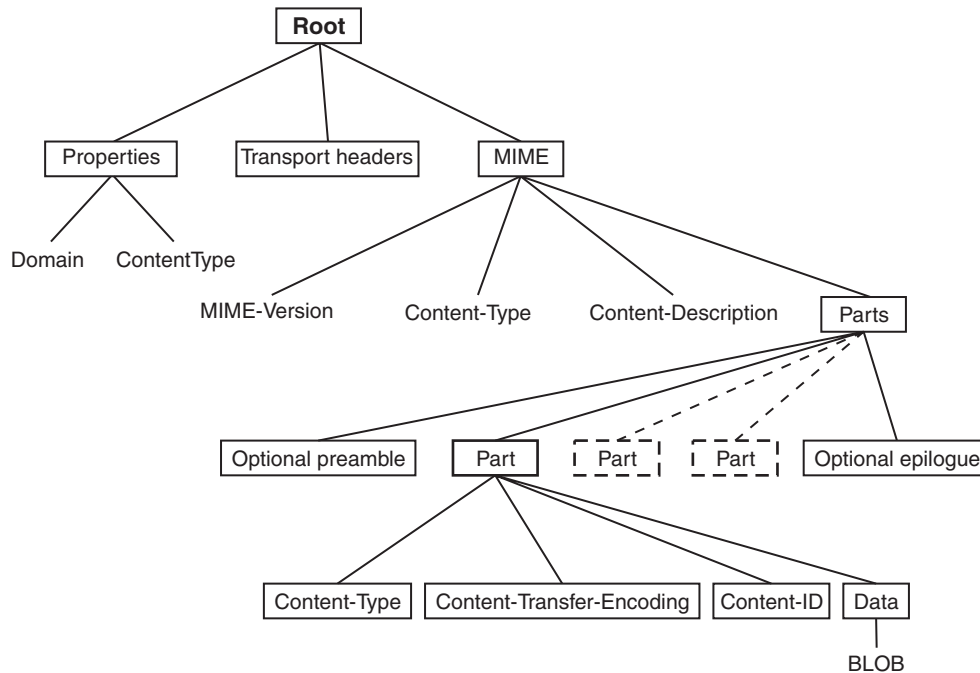 Root
Properties
Transport headers
MIME
Domain
ContentType
MIME-Version
Content-Type
Content-Description
Parts
Optional preamble
Part
Part
Part
Optional epilogue
Content-Type
Content-Transfer-Encoding
Content-ID
Data
BLOB